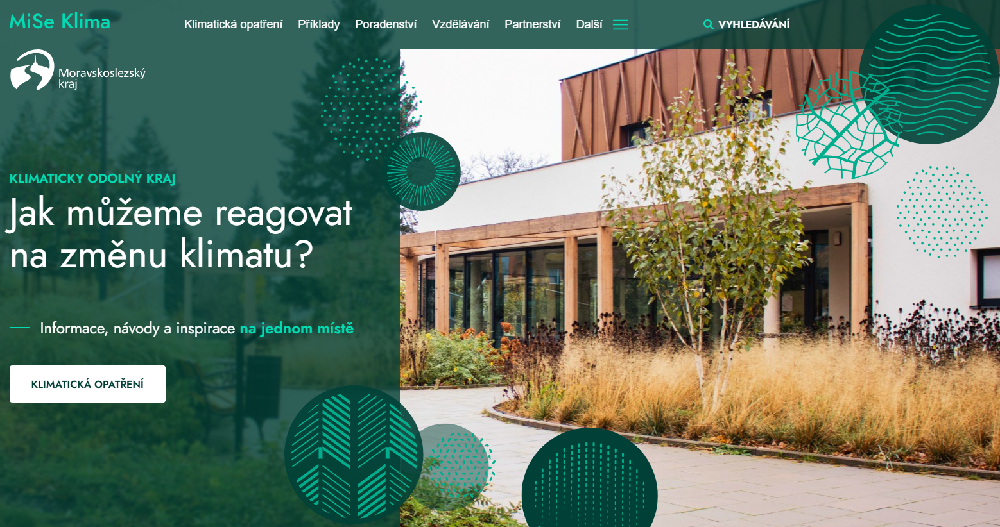 MiSe Klima
Klimatická opatření Příklady Poradenství Vzdělávání Partnerství Další
VYHLEDÁVÁNÍ
Moravskoslezský
kraj
KLIMATICKY ODOLNÝ KRAJ
Jak můžeme reagovat
na změnu klimatu?
Informace, návody a inspirace na jednom místě
KLIMATICKÁ OPATŘENÍ